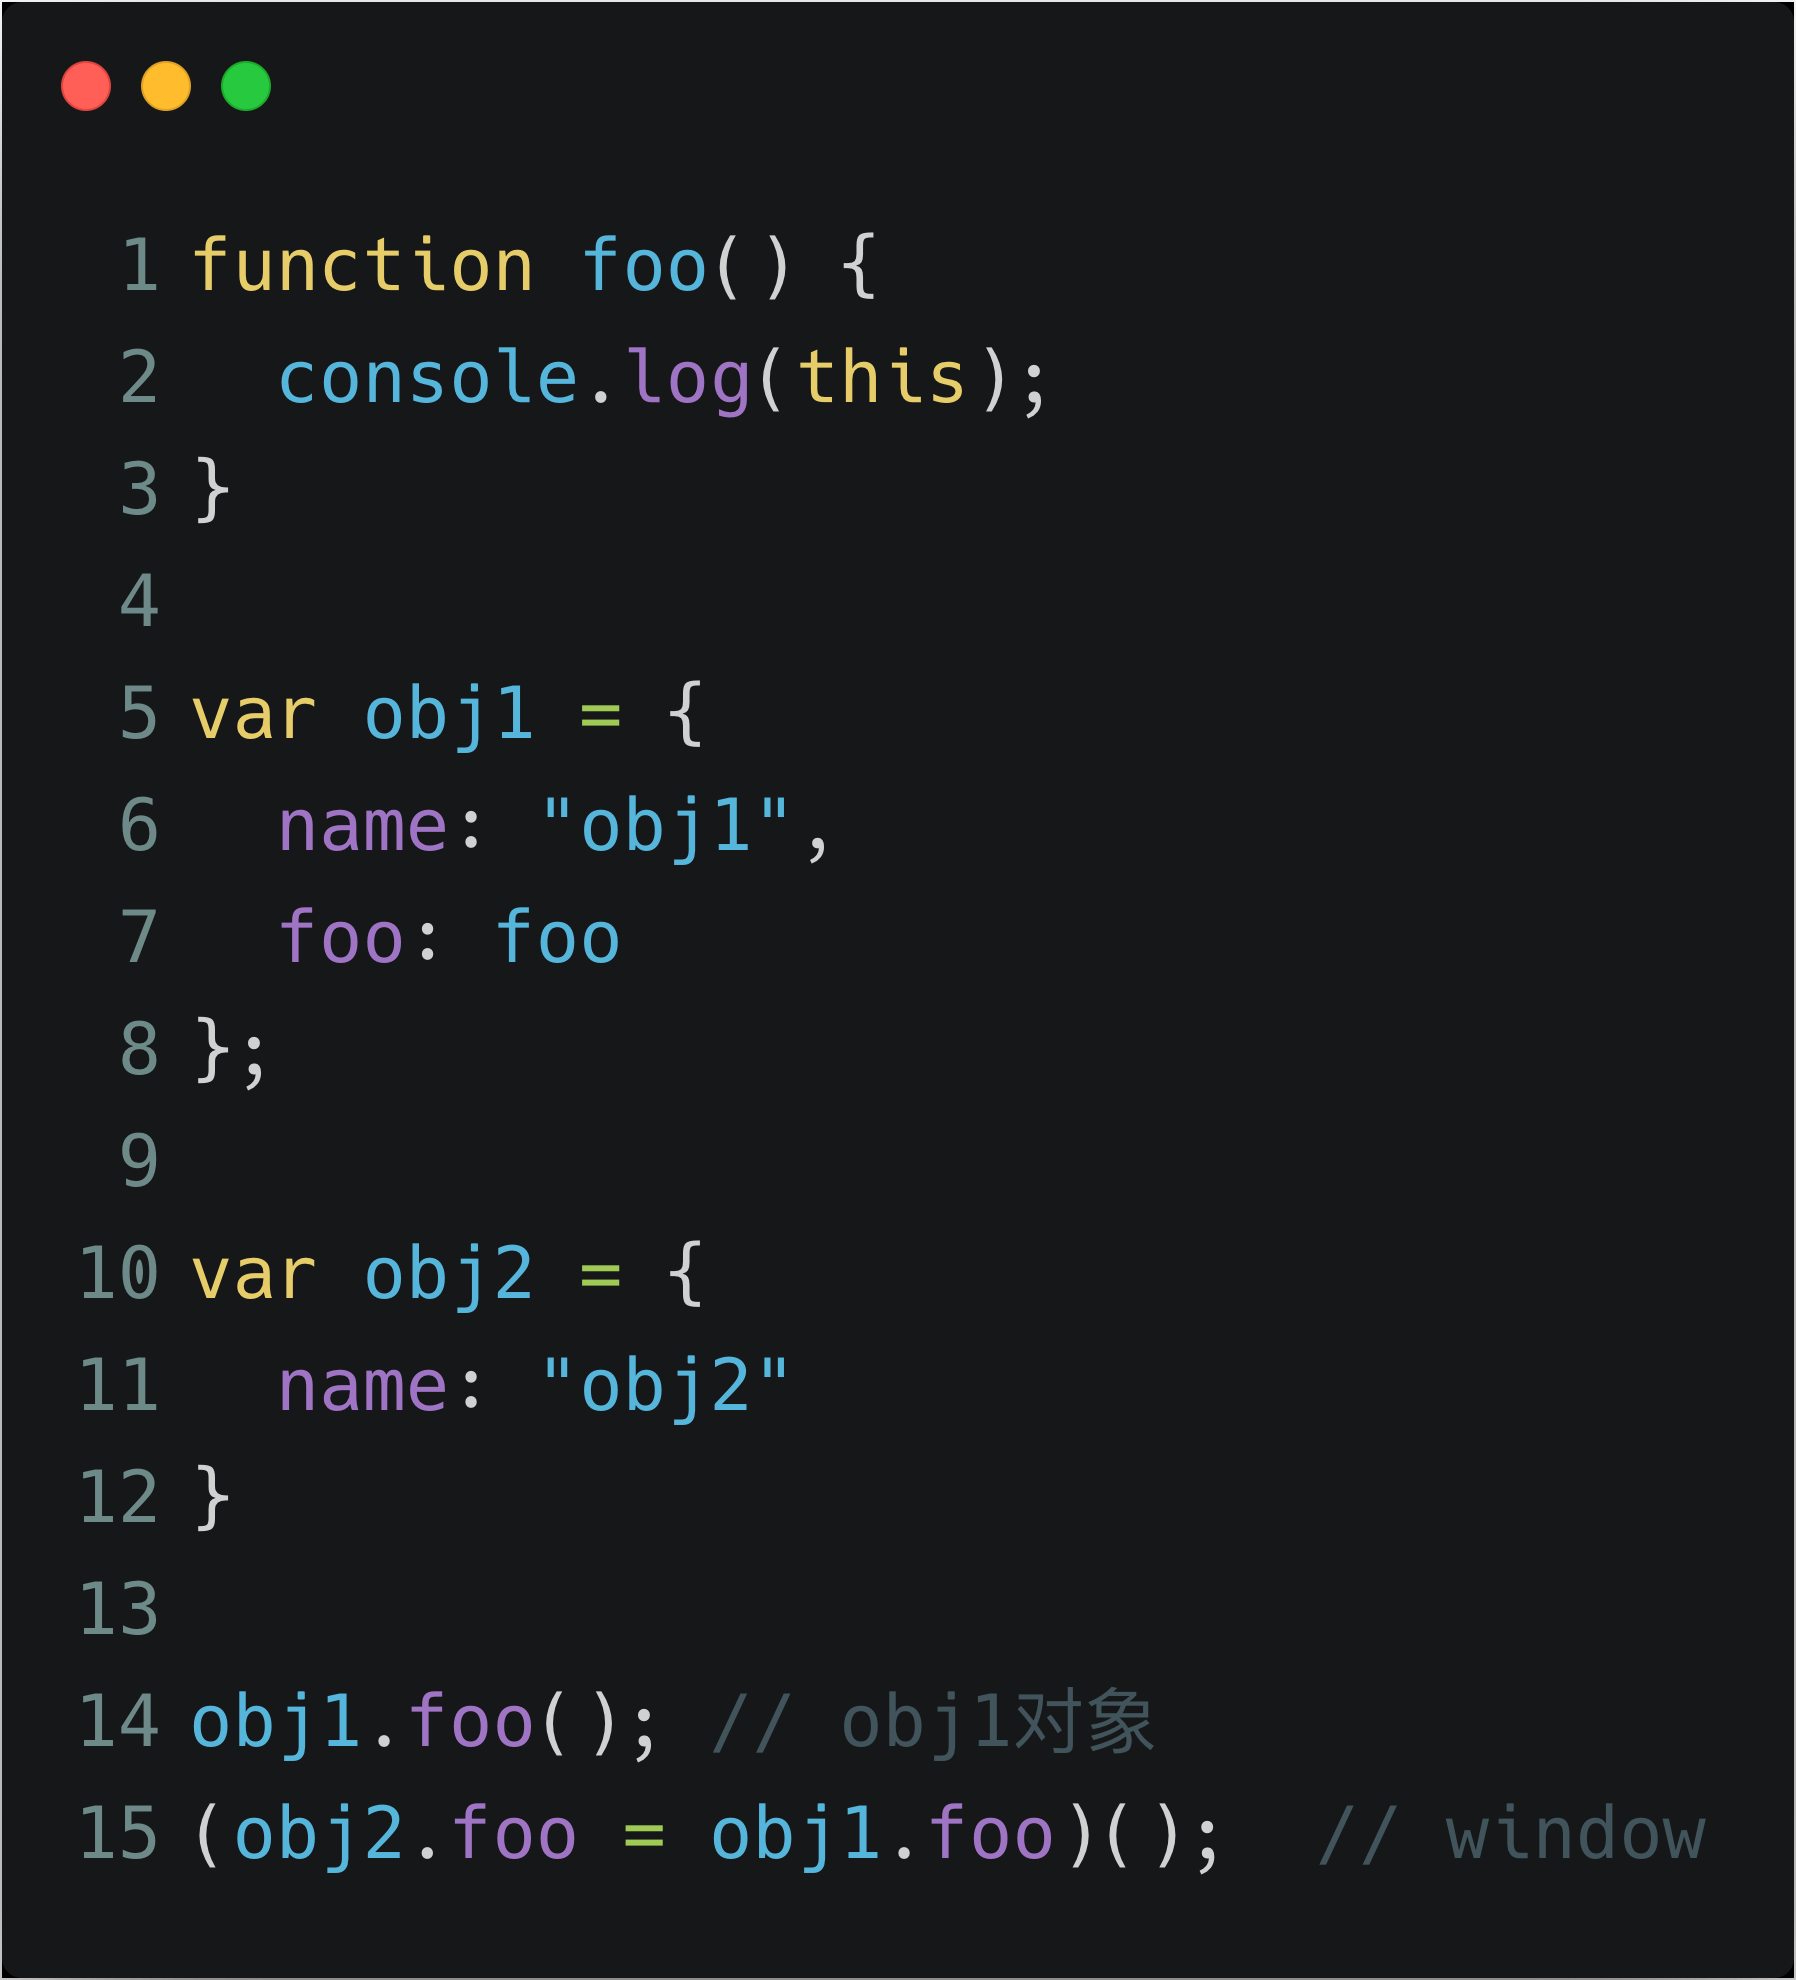 1 function foo() {
2   console.log(this);
3 }
4
5 var obj1 = {
6   name: "obj1",
7   foo: foo
8 };
9
10 var obj2 = {
11   name: "obj2"
12 }
13
14 obj1.foo(); // obj1对象
15 (obj2.foo = obj1.foo)();  // window